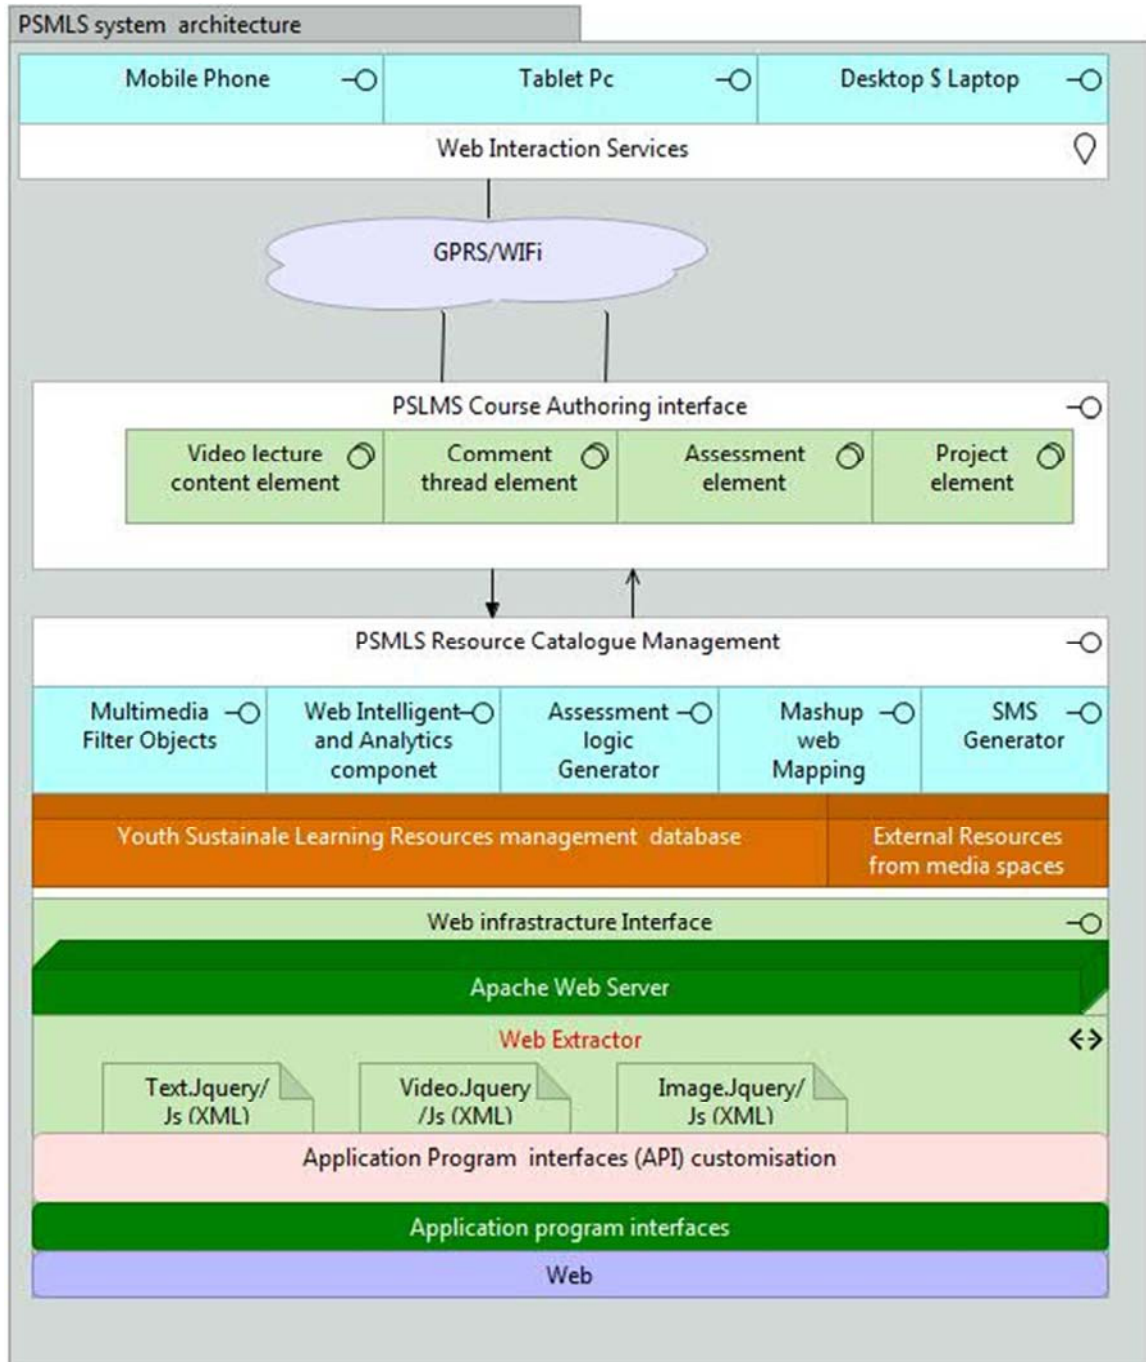 PSMLS system architecture
Mobile Phone
Tablet Pc
Desktop $ Laptop
Web Interaction Services
GPRS/WIFi
PSLMS Course Authoring interface
Video lecture
content element
Comment
thread element
Assessment
element
Project
element
PSMLS Resource Catalogue Management
Multimedia
Filter Objects
Web Intelligent
and Analytics
componet
Assessment
logic
Generator
Mashup
web
Mapping
SMS
Generator
Youth Sustainale Learning Resources management database
External Resources
from media spaces
Web infrastracture Interface
Apache Web Server
Web Extractor
Text.Jquery/
Js (XML)
Video.Jquery
/Js (XML)
Image.Jquery/
Js (XML)
Application Program interfaces (API) customisation
Application program interfaces
Web